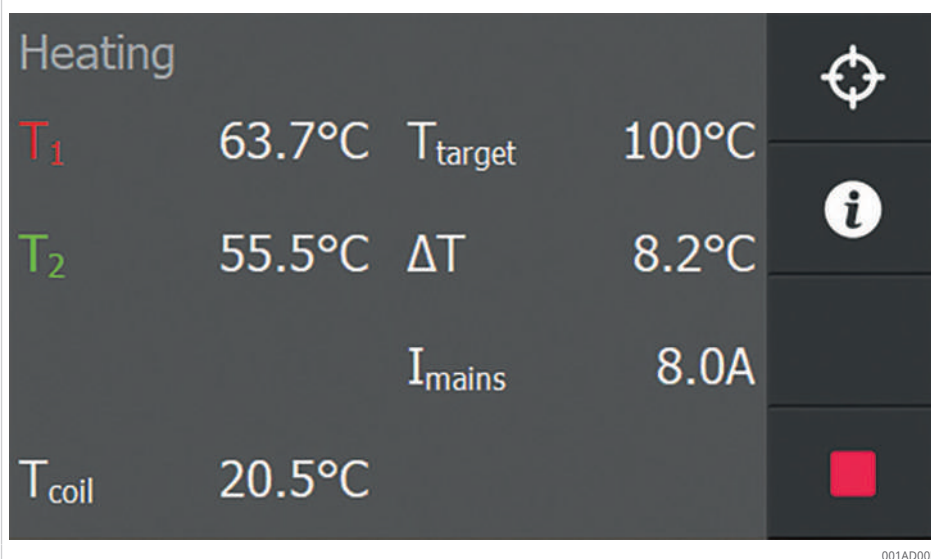 Heating
T1 63.7°C Ttarget 100°C
T2 55.5°C ΔT 8.2°C
Imains 8.0A
Tcoil 20.5°C
i
001AD00